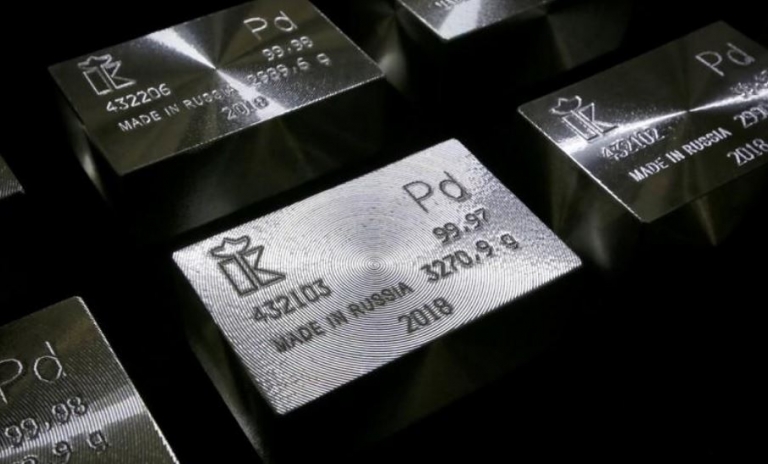 Pd
99.98
432206
MADE IN
2018
Pd
99.97
432103
3270,9 g
MADE IN RUSSIA
2018
Pd
432102
MADE IN RUSSIA
2018
Pd
99,98
9 g